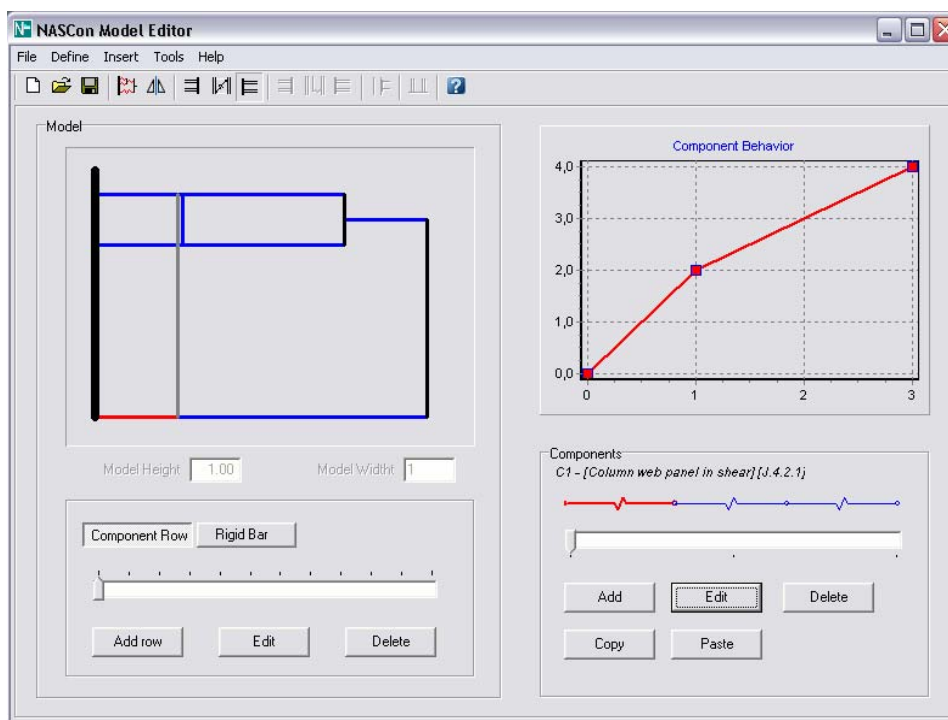 NASCon Model Editor
File Define Insert Tools Help
Model
Component Behavior
4,0
3,0
2,0
1,0
0,0
0 1 2 3
Model Height 1.00 Model Widtht 1
Component Row Rigid Bar
Add row Edit Delete
Components
C1 - [Column web panel in shear] [J.4.2.1]
Add Edit Delete
Copy Paste